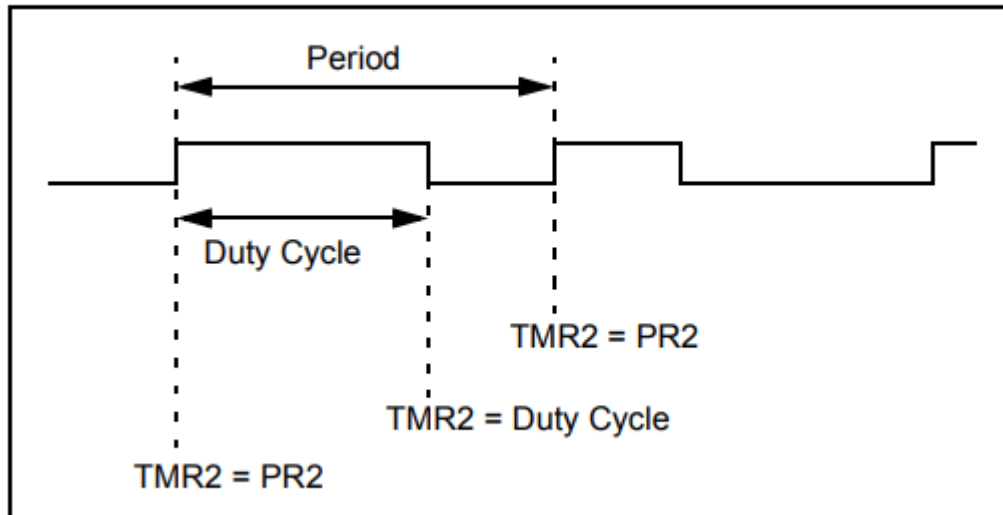 Period
Duty Cycle
TMR2 = PR2
TMR2 = Duty Cycle
TMR2 = PR2